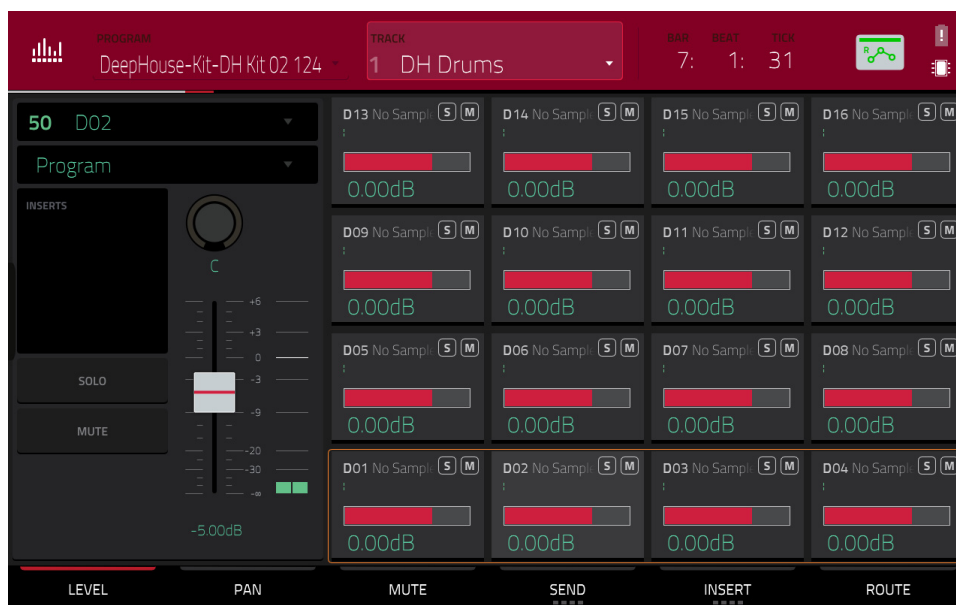 PROGRAM
DeepHouse-Kit-DH Kit 02 124
TRACK
1 DH Drums
BAR BEAT TICK
7: 1: 31
R
!
50 D02
Program
INSERTS
C
+6
+3
0
-3
-9
-20
-30
-∞
SOLO
MUTE
-5.00dB
D13 No Sampl S M
0.00dB
D14 No Sampl S M
0.00dB
D15 No Sampl S M
0.00dB
D16 No Sampl S M
0.00dB
D09 No Sampl S M
0.00dB
D10 No Sampl S M
0.00dB
D11 No Sampl S M
0.00dB
D12 No Sampl S M
0.00dB
D05 No Sampl S M
0.00dB
D06 No Sampl S M
0.00dB
D07 No Sampl S M
0.00dB
D08 No Sampl S M
0.00dB
D01 No Sampl S M
0.00dB
D02 No Sampl S M
0.00dB
D03 No Sampl S M
0.00dB
D04 No Sampl S M
0.00dB
LEVEL PAN MUTE SEND INSERT ROUTE